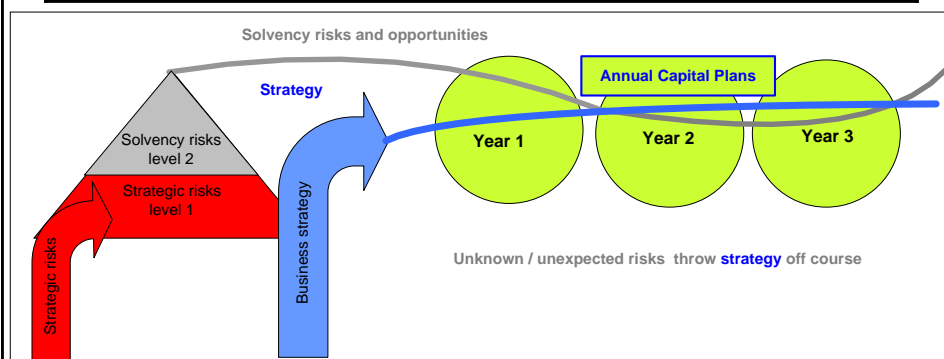 Solvency risks and opportunities
Strategy
Annual Capital Plans
Year 1
Year 2
Year 3
Solvency risks
level 2
Strategic risks
level 1
Strategic risks
Business strategy
Unknown / unexpected risks throw strategy off course